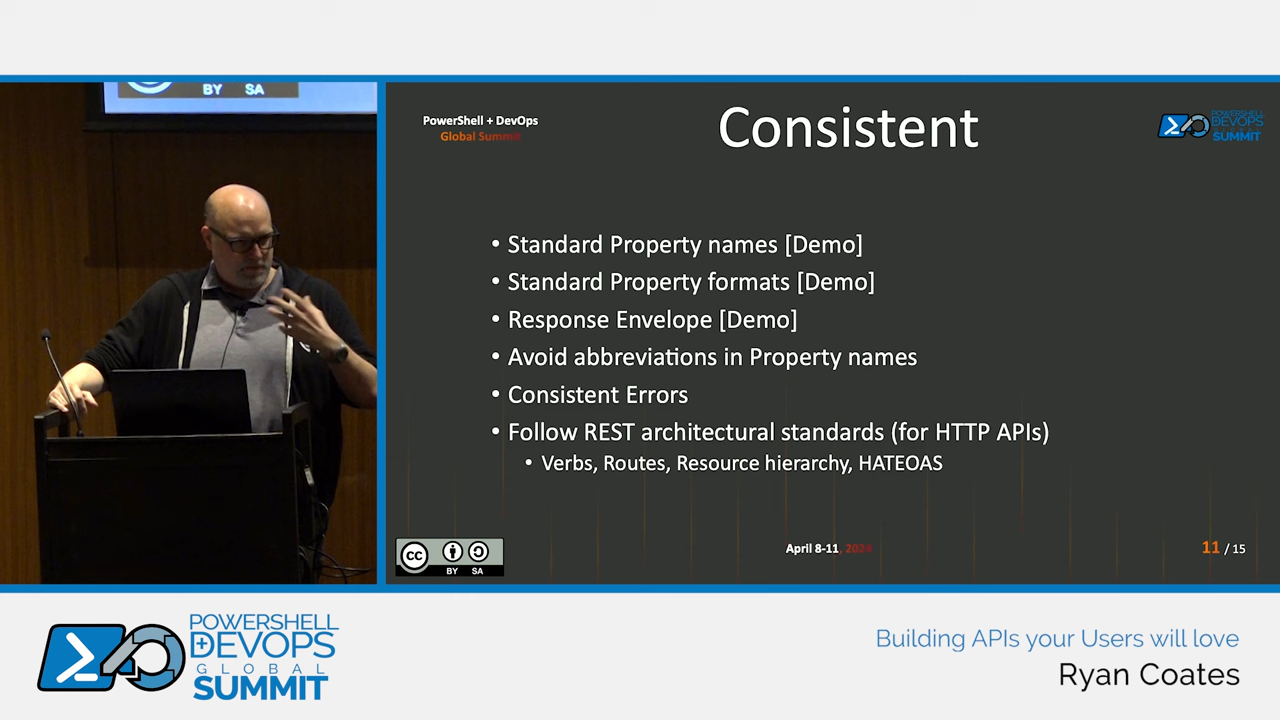 BY SA
PowerShell + DevOps
Global Summit
Consistent
POWERSHELL
DEVOPS
SUMMIT
• Standard Property names [Demo]
• Standard Property formats [Demo]
• Response Envelope [Demo]
• Avoid abbreviations in Property names
• Consistent Errors
• Follow REST architectural standards (for HTTP APIs)
• Verbs, Routes, Resource hierarchy, HATEOAS
cc
BY SA
April 8-11, 2024
11 / 15
POWERSHELL
+DEVOPS
GLOBAL
SUMMIT
Building APIs your Users will love
Ryan Coates